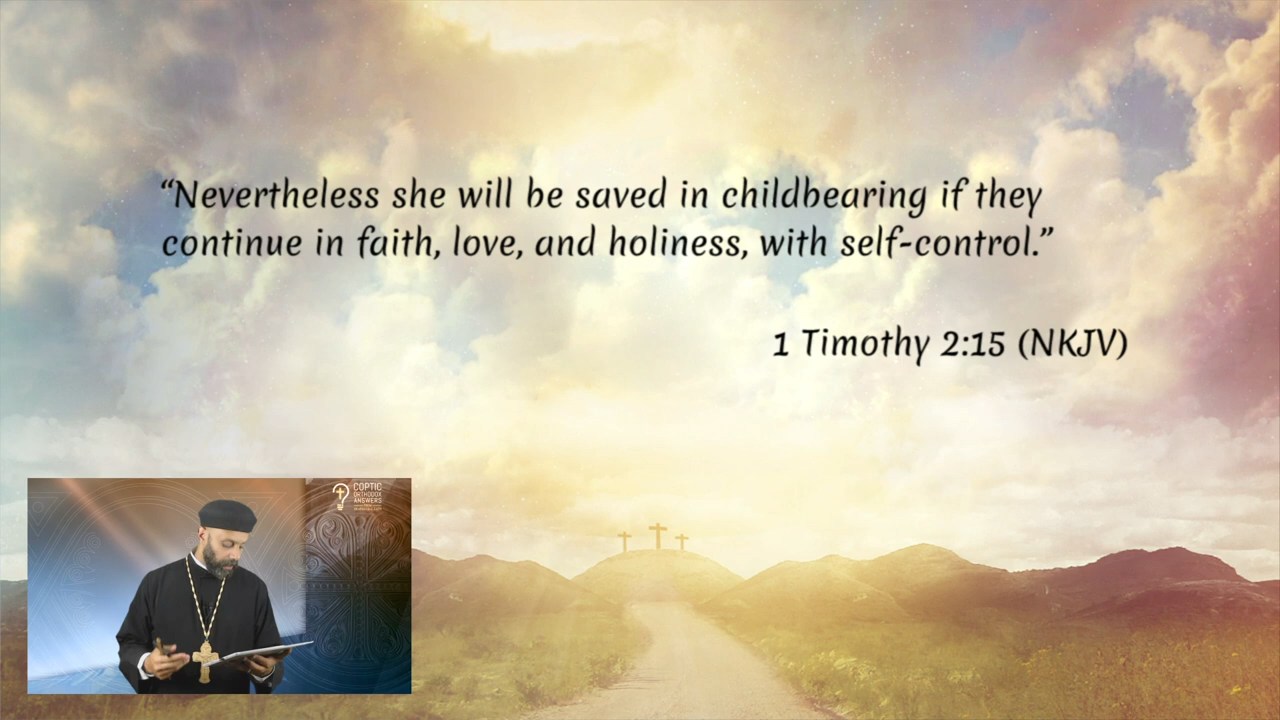 “Nevertheless she will be saved in childbearing if they
continue in faith, love, and holiness, with self-control.”
1 Timothy 2:15 (NKJV)
COPTIC
ORTHODOX
ANSWERS